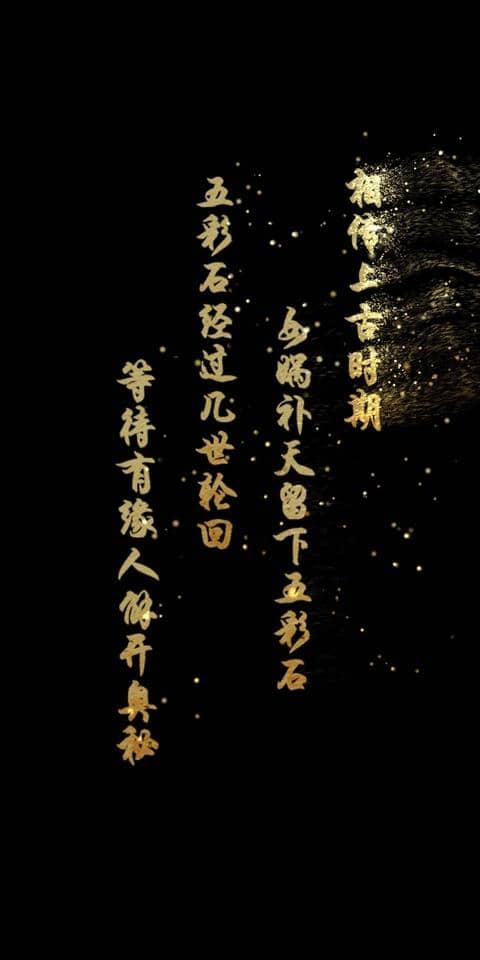 相传上古时期
女娲补天留下五彩石
五彩石经过几世轮回
等待有缘人解开奥秘